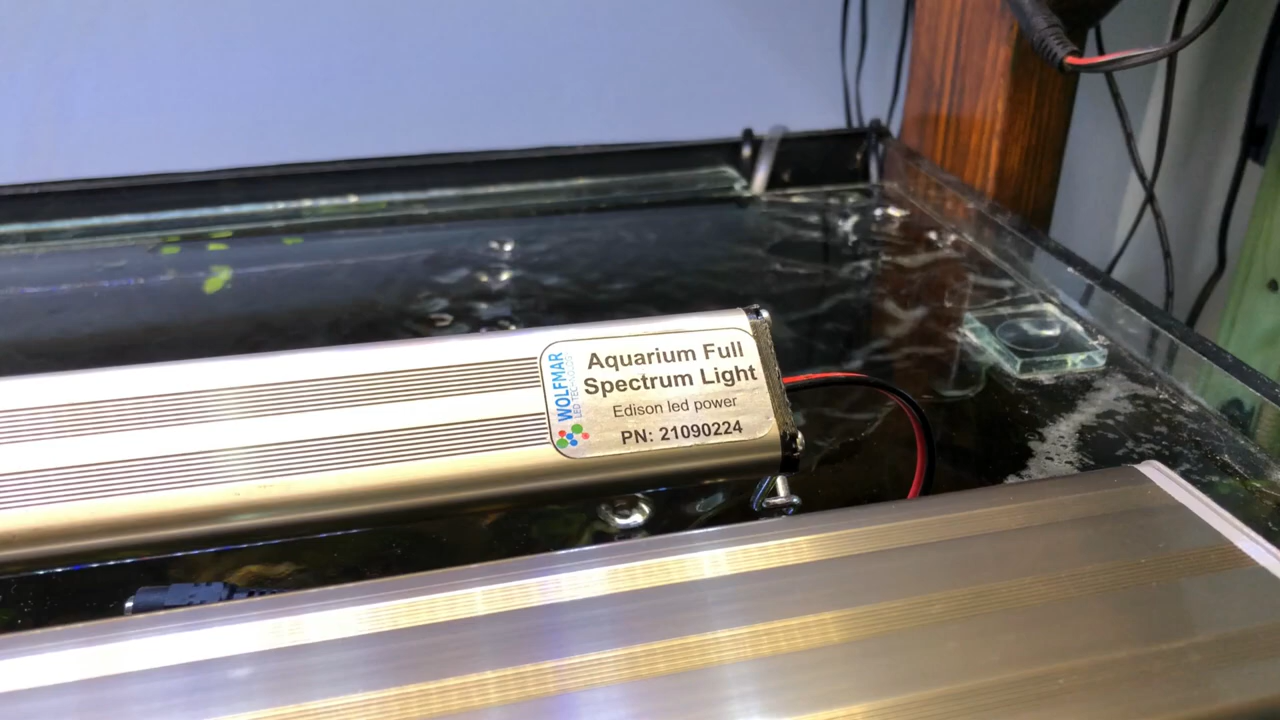 WOLFMAR
LED TECHNOLOGY
Aquarium Full
Spectrum Light
Edison led power
PN: 21090224